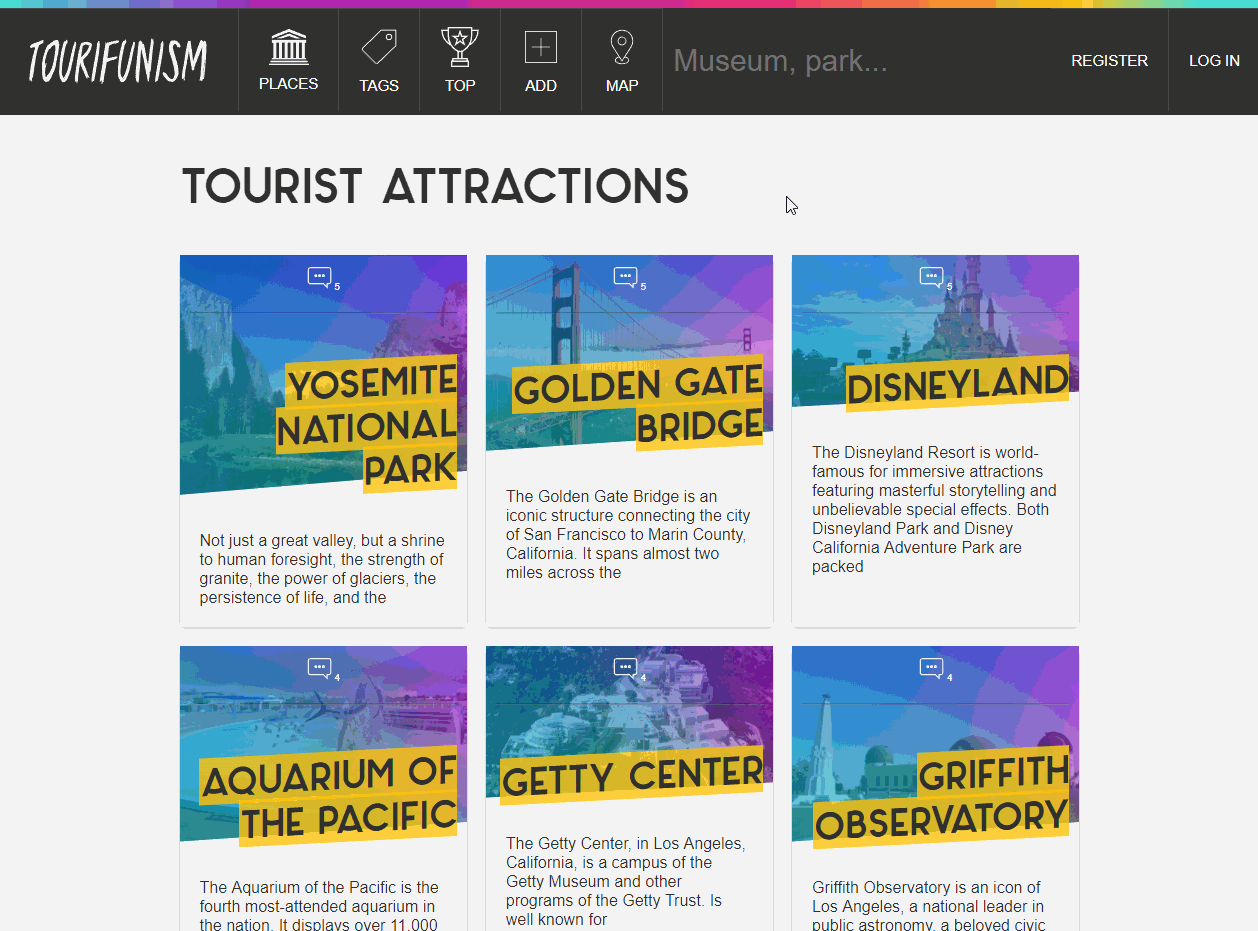 TOURIFUNISM
PLACES
TAGS
TOP
ADD
MAP
Museum, park...
REGISTER
LOG IN
TOURIST ATTRACTIONS
5
YOSEMITE
NATIONAL
PARK
Not just a great valley, but a shrine
to human foresight, the strength of
granite, the power of glaciers, the
persistence of life, and the
5
GOLDEN GATE
BRIDGE
The Golden Gate Bridge is an
iconic structure connecting the city
of San Francisco to Marin County,
California. It spans almost two
miles across the
5
DISNEYLAND
The Disneyland Resort is world-
famous for immersive attractions
featuring masterful storytelling and
unbelievable special effects. Both
Disneyland Park and Disney
California Adventure Park are
packed
4
AQUARIUM OF
THE PACIFIC
The Aquarium of the Pacific is the
fourth most-attended aquarium in
the nation. It displays over 11,000
4
GETTY CENTER
The Getty Center, in Los Angeles,
California, is a campus of the
Getty Museum and other
programs of the Getty Trust. Is
well known for
4
GRIFFITH
OBSERVATORY
Griffith Observatory is an icon of
Los Angeles, a national leader in
public astronomy, a beloved civic